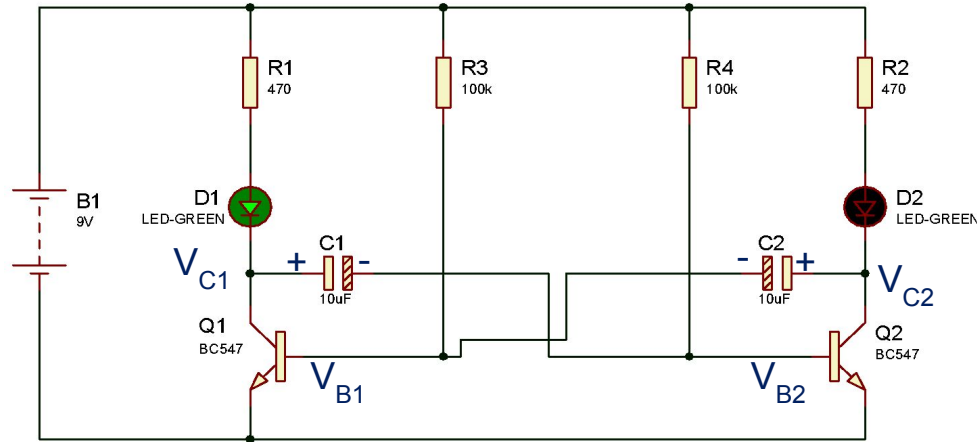 R1
470
R3
100k
R4
100k
R2
470
B1
9V
D1
LED-GREEN
D2
LED-GREEN
VC1
+
C1
-
10uF
-
C2
+
10uF
VC2
Q1
BC547
VB1
VB2
Q2
BC547